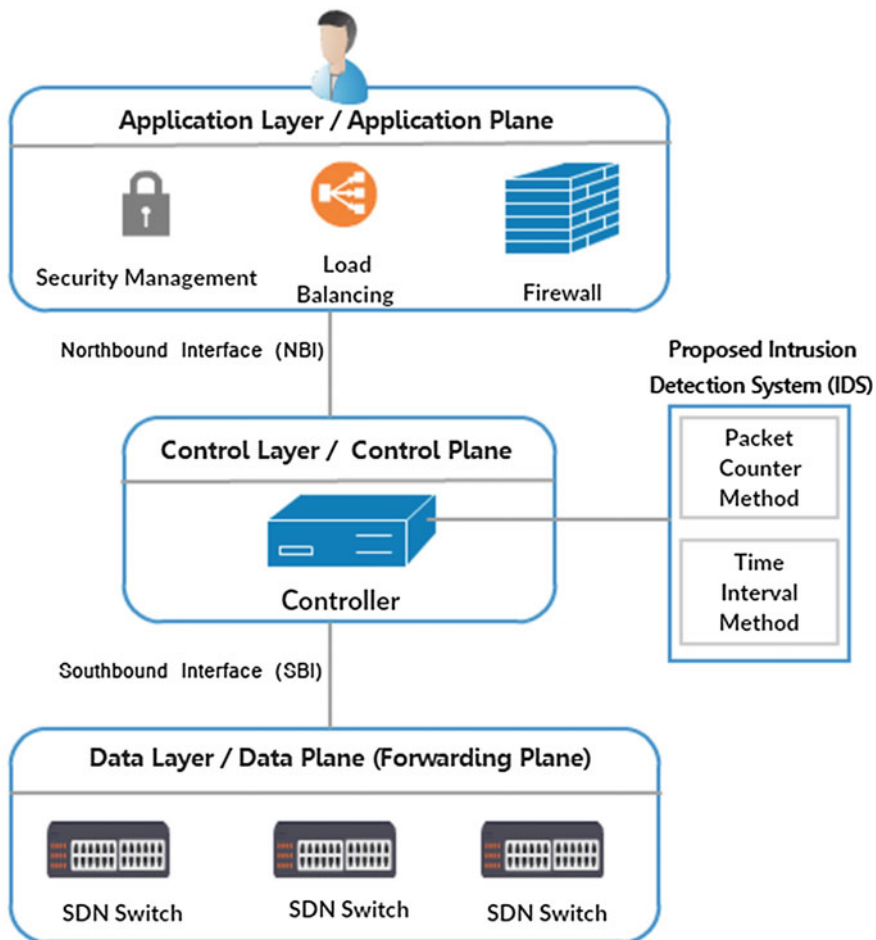 Application Layer / Application Plane
Security Management
Load
Balancing
Firewall
Northbound Interface (NBI)
Proposed Intrusion
Detection System (IDS)
Packet
Counter
Method
Time
Interval
Method
Control Layer / Control Plane
Controller
Southbound Interface (SBI)
Data Layer / Data Plane (Forwarding Plane)
SDN Switch
SDN Switch
SDN Switch